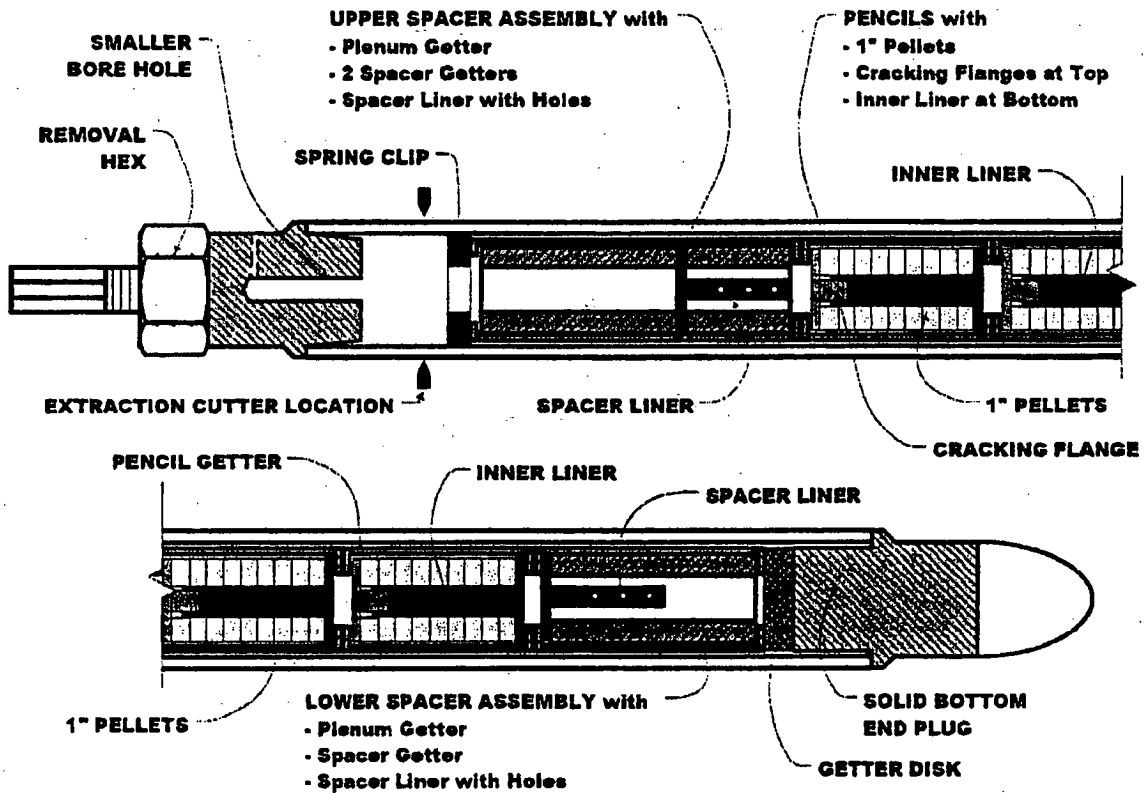 UPPER SPACER ASSEMBLY with
- Plenum Getter
- 2 Spacer Getters
- Spacer Liner with Holes
PENCILS with
- 1" Pellets
- Cracking Flanges at Top
- Inner Liner at Bottom
SMALLER
BORE HOLE
REMOVAL
HEX
SPRING CLIP
INNER LINER
EXTRACTION CUTTER LOCATION
SPACER LINER
1" PELLETS
CRACKING FLANGE
PENCIL GETTER
INNER LINER
SPACER LINER
1" PELLETS
LOWER SPACER ASSEMBLY with
- Plenum Getter
- Spacer Getter
- Spacer Liner with Holes
SOLID BOTTOM
END PLUG
GETTER DISK